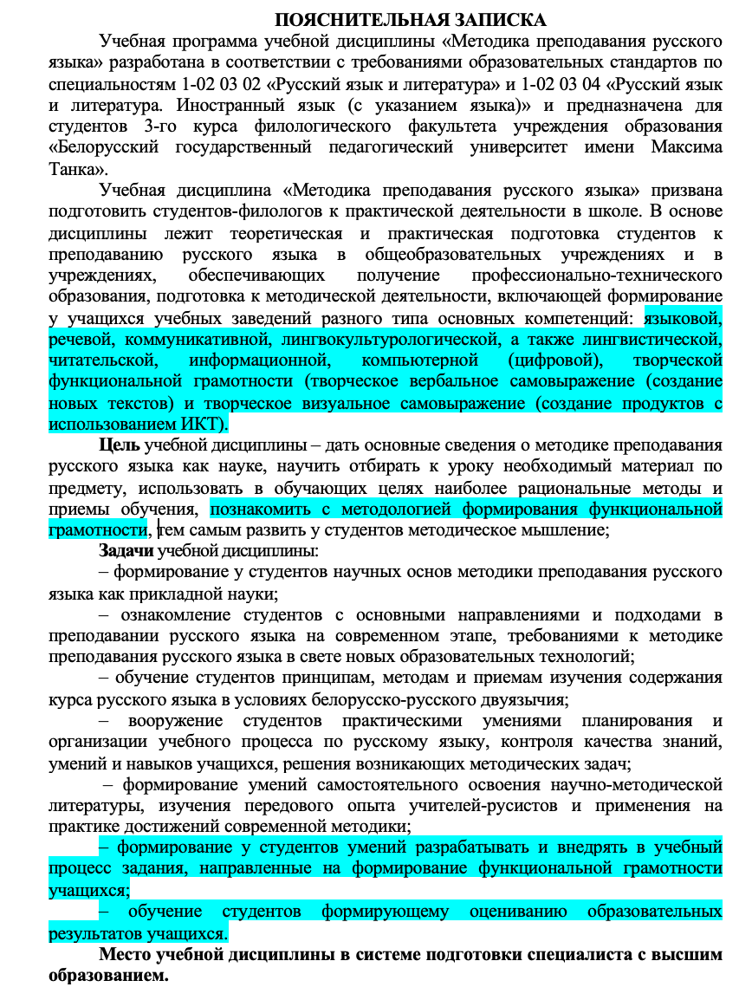 ПОЯСНИТЕЛЬНАЯ ЗАПИСКА
Учебная программа учебной дисциплины «Методика преподавания русского
языка» разработана в соответствии с требованиями образовательных стандартов по
специальностям 1-02 03 02 «Русский язык и литература» и 1-02 03 04 «Русский язык
и литература. Иностранный язык (с указанием языка)» и предназначена для
студентов 3-го курса филологического факультета учреждения образования
«Белорусский государственный педагогический университет имени Максима
Танка».
Учебная дисциплина «Методика преподавания русского языка» призвана
подготовить студентов-филологов к практической деятельности в школе. В основе
дисциплины лежит теоретическая и практическая подготовка студентов к
преподаванию русского языка в общеобразовательных учреждениях и в
учреждениях, обеспечивающих получение профессионально-технического
образования, подготовка к методической деятельности, включающей формирование
у учащихся учебных заведений разного типа основных компетенций: языковой,
речевой, коммуникативной, лингвокультурологической, а также лингвистической,
читательской, информационной, компьютерной (цифровой), творческой
функциональной грамотности (творческое вербальное самовыражение (создание
новых текстов) и творческое визуальное самовыражение (создание продуктов с
использованием ИКТ).
Цель учебной дисциплины – дать основные сведения о методике преподавания
русского языка как науке, научить отбирать к уроку необходимый материал по
предмету, использовать в обучающих целях наиболее рациональные методы и
приемы обучения, познакомить с методологией формирования функциональной
грамотности, тем самым развить у студентов методическое мышление;
Задачи учебной дисциплины:
– формирование у студентов научных основ методики преподавания русского
языка как прикладной науки;
– ознакомление студентов с основными направлениями и подходами в
преподавании русского языка на современном этапе, требованиями к методике
преподавания русского языка в свете новых образовательных технологий;
– обучение студентов принципам, методам и приемам изучения содержания
курса русского языка в условиях белорусско-русского двуязычия;
– вооружение студентов практическими умениями планирования и
организации учебного процесса по русскому языку, контроля качества знаний,
умений и навыков учащихся, решения возникающих методических задач;
– формирование умений самостоятельного освоения научно-методической
литературы, изучения передового опыта учителей-русистов и применения на
практике достижений современной методики;
– формирование у студентов умений разрабатывать и внедрять в учебный
процесс задания, направленные на формирование функциональной грамотности
учащихся;
– обучение студентов формирующему оцениванию образовательных
результатов учащихся.
Место учебной дисциплины в системе подготовки специалиста с высшим
образованием.